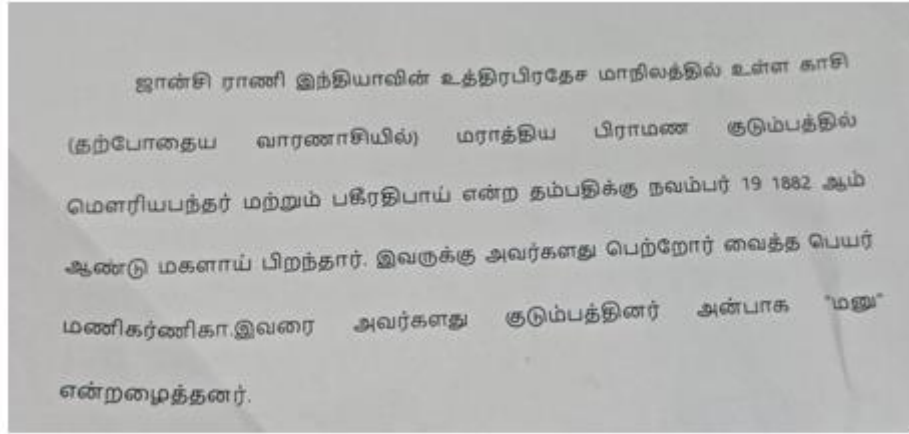 ஜான்சி ராணி இந்தியாவின் உத்திரபிரதேச மாநிலத்தில் உள்ள காசி
(தற்போதைய வாரணாசியில்) மராத்திய பிராமண குடும்பத்தில்
மௌரியபந்தர் மற்றும் பகீரதிபாய் என்ற தம்பதிக்கு நவம்பர் 19 1882 ஆம்
ஆண்டு மகளாய் பிறந்தார். இவருக்கு அவர்களது பெற்றோர் வைத்த பெயர்
மணிகர்ணிகா.இவரை அவர்களது குடும்பத்தினர் அன்பாக "மனு"
என்றழைத்தனர்.